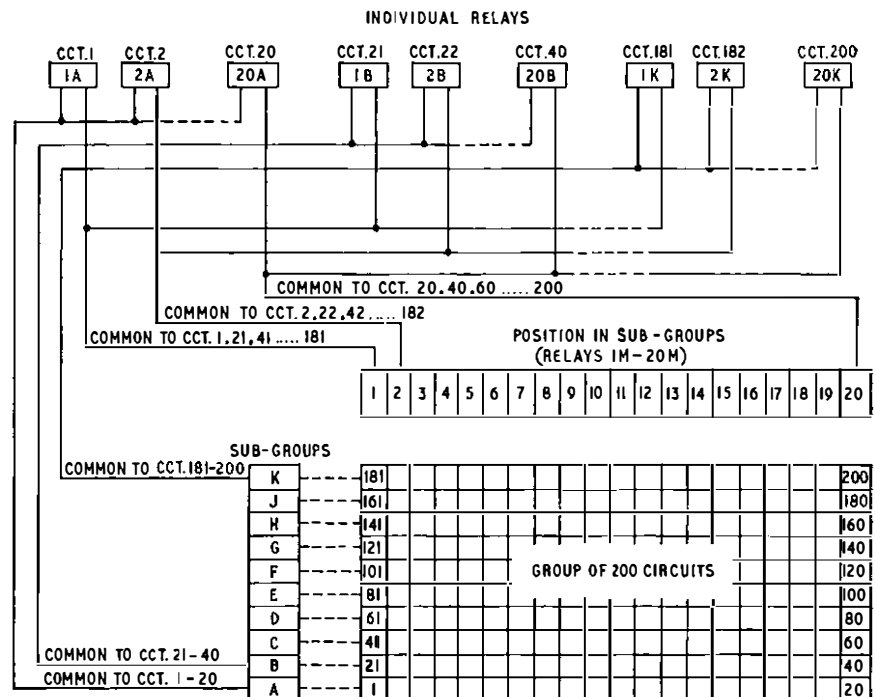 INDIVIDUAL RELAYS
CCT.1 CCT.2 CCT.20 CCT.21 CCT.22 CCT.40 CCT.181 CCT.182 CCT.200
1A 2A 20A 1B 2B 20B 1K 2K 20K
COMMON TO CCT. 20.40.60 ..... 200
COMMON TO CCT. 2,22,42 ..... 182
COMMON TO CCT. 1,21,41 ..... 181
POSITION IN SUB-GROUPS
(RELAYS 1M-20M)
1 2 3 4 5 6 7 8 9 10 11 12 13 14 15 16 17 18 19 20
SUB-GROUPS
COMMON TO CCT. 181-200
K 181 200
J 161 180
H 141 160
G 121 140
F 101 GROUP OF 200 CIRCUITS 120
E 81 100
D 61 80
C 41 60
COMMON TO CCT. 21-40
B 21 40
COMMON TO CCT. 1-20
A 1 20